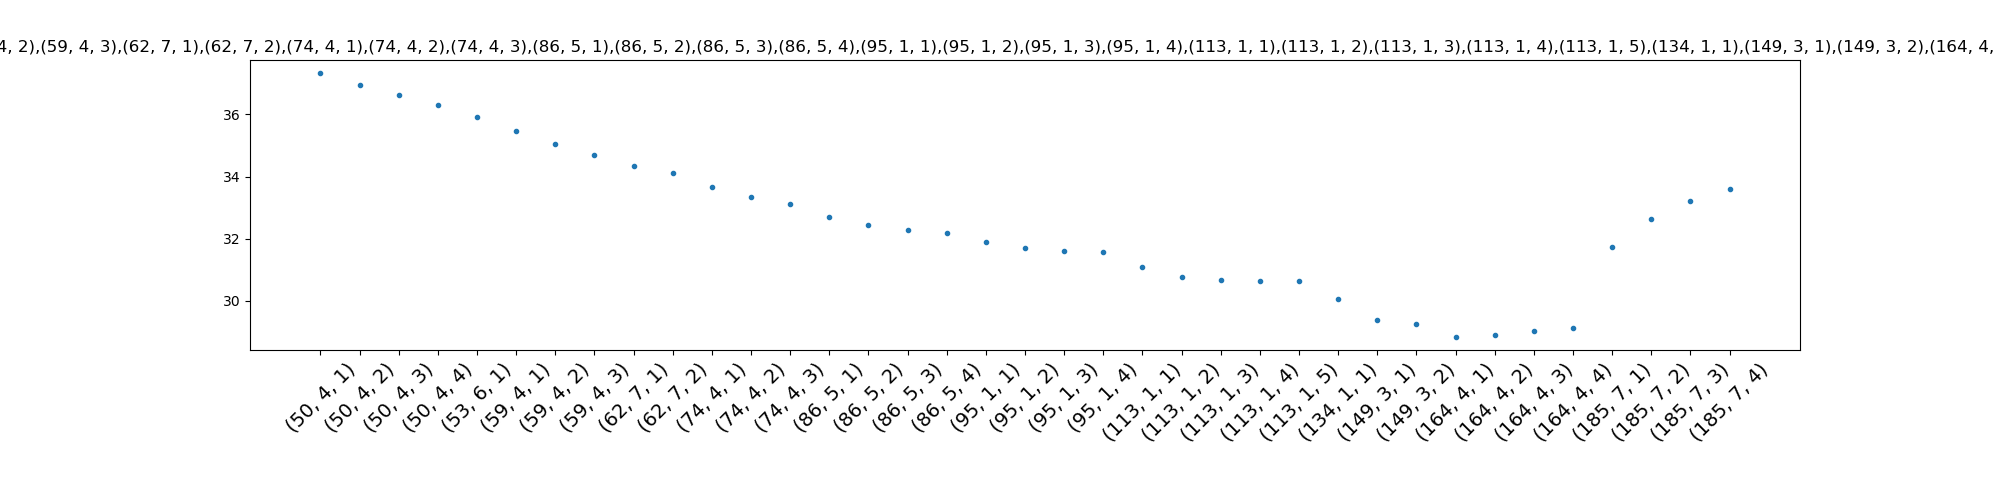 4, 2),(59, 4, 3),(62, 7, 1),(62, 7, 2),(74, 4, 1),(74, 4, 2),(74, 4, 3),(86, 5, 1),(86, 5, 2),(86, 5, 3),(86, 5, 4),(95, 1, 1),(95, 1, 2),(95, 1, 3),(95, 1, 4),(113, 1, 1),(113, 1, 2),(113, 1, 3),(113, 1, 4),(113, 1, 5),(134, 1, 1),(149, 3, 1),(149, 3, 2),(164, 4,
36
34
32
30
(50, 4, 1)
(50, 4, 2)
(50, 4, 3)
(50, 4, 4)
(53, 6, 1)
(59, 4, 1)
(59, 4, 2)
(59, 4, 3)
(62, 7, 1)
(62, 7, 2)
(74, 4, 1)
(74, 4, 2)
(74, 4, 3)
(86, 5, 1)
(86, 5, 2)
(86, 5, 3)
(86, 5, 4)
(95, 1, 1)
(95, 1, 2)
(95, 1, 3)
(95, 1, 4)
(113, 1, 1)
(113, 1, 2)
(113, 1, 3)
(113, 1, 4)
(113, 1, 5)
(134, 1, 1)
(149, 3, 1)
(149, 3, 2)
(164, 4, 1)
(164, 4, 2)
(164, 4, 3)
(164, 4, 4)
(185, 7, 1)
(185, 7, 2)
(185, 7, 3)
(185, 7, 4)